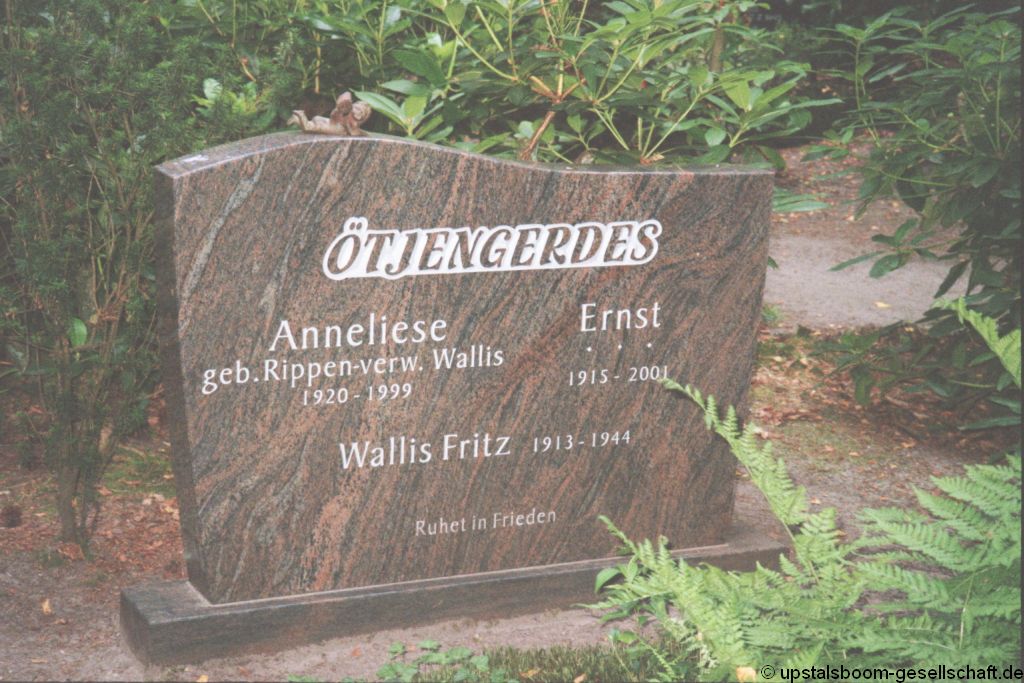 ÖTJENGERDES
Anneliese
geb. Rippen-verw. Wallis
1920 - 1999
Ernst
1915 - 2001
Wallis Fritz 1913 - 1944
Ruhet in Frieden
© upstalsboom-gesellschaft.de